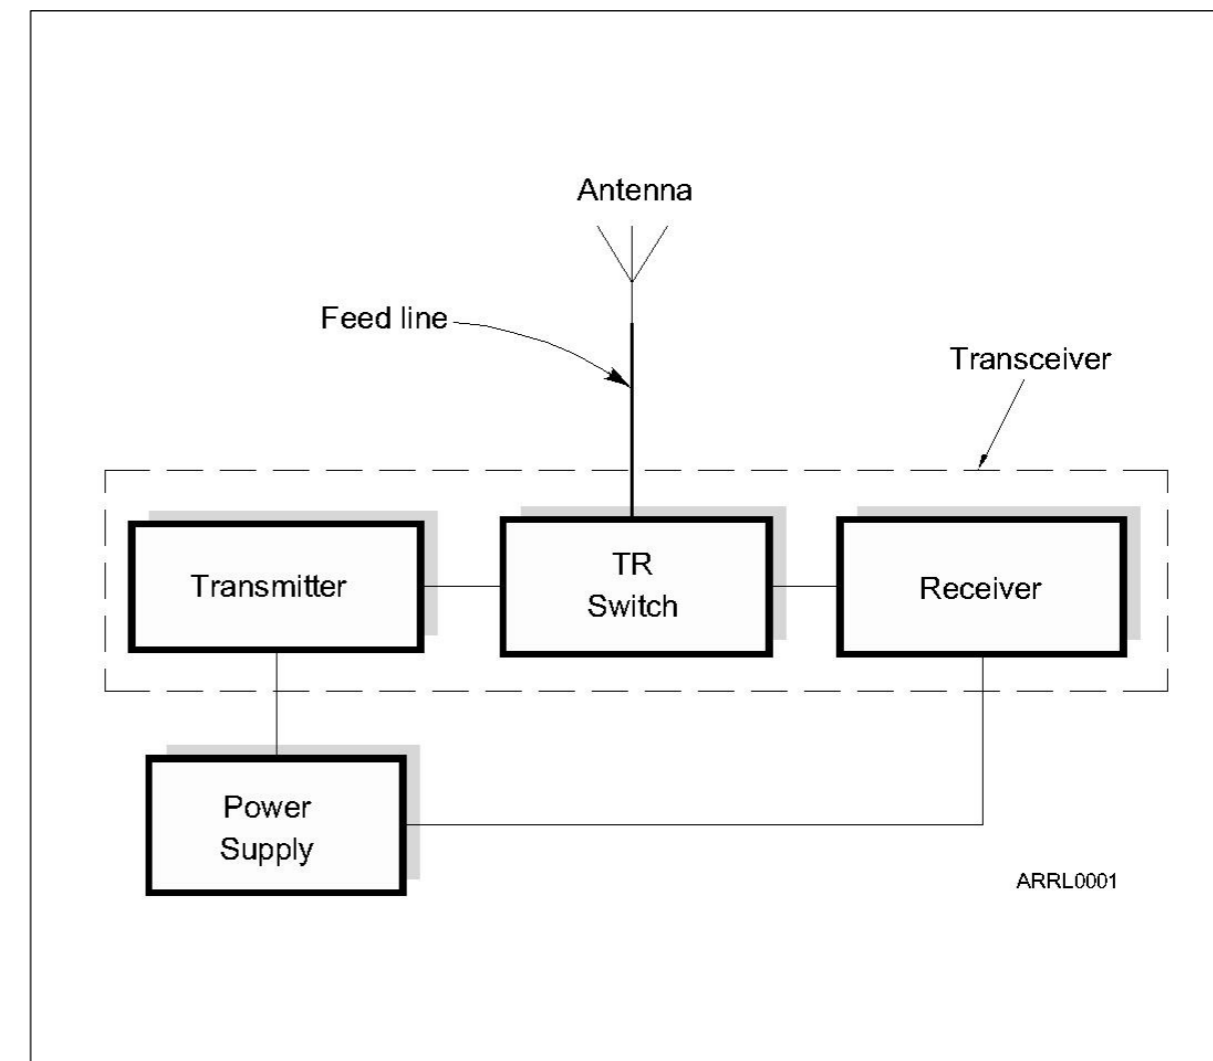 Antenna
Feed line
Transceiver
Transmitter
TR
Switch
Receiver
Power
Supply
ARRL0001